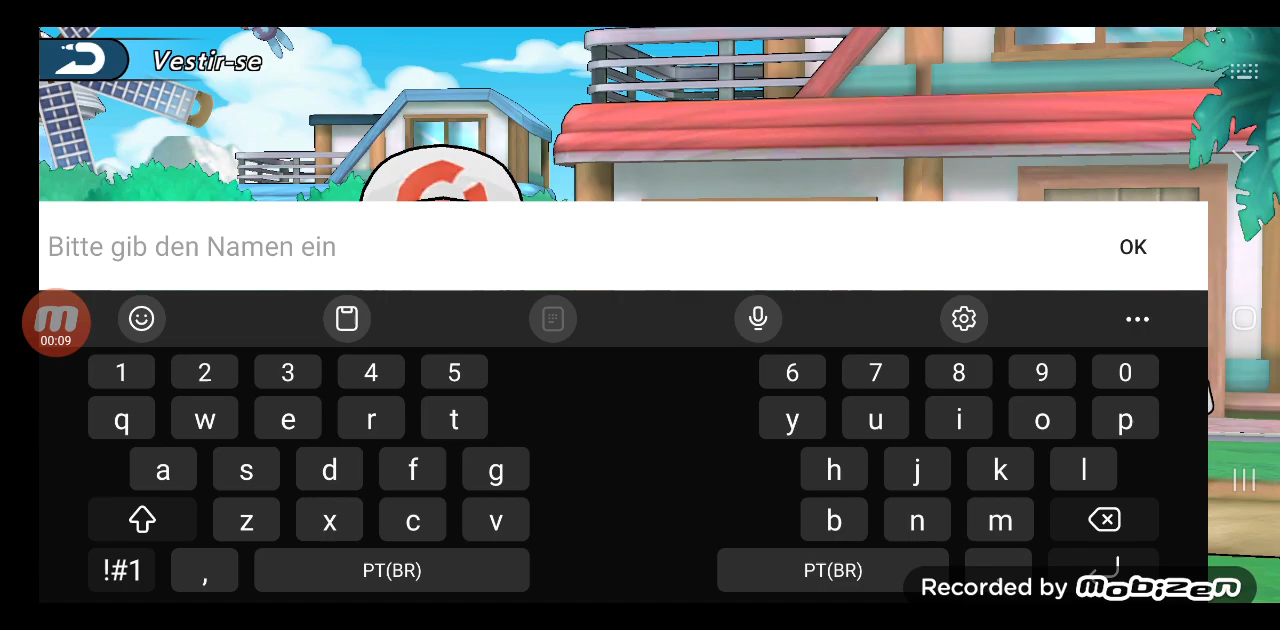 Vestir-se
Bitte gib den Namen ein
OK
00:09
1 2 3 4 5 6 7 8 9 0
q w e r t y u i o p
a s d f g h j k l
z x c v b n m
!#1 , PT(BR) PT(BR)
Recorded by Mobizen